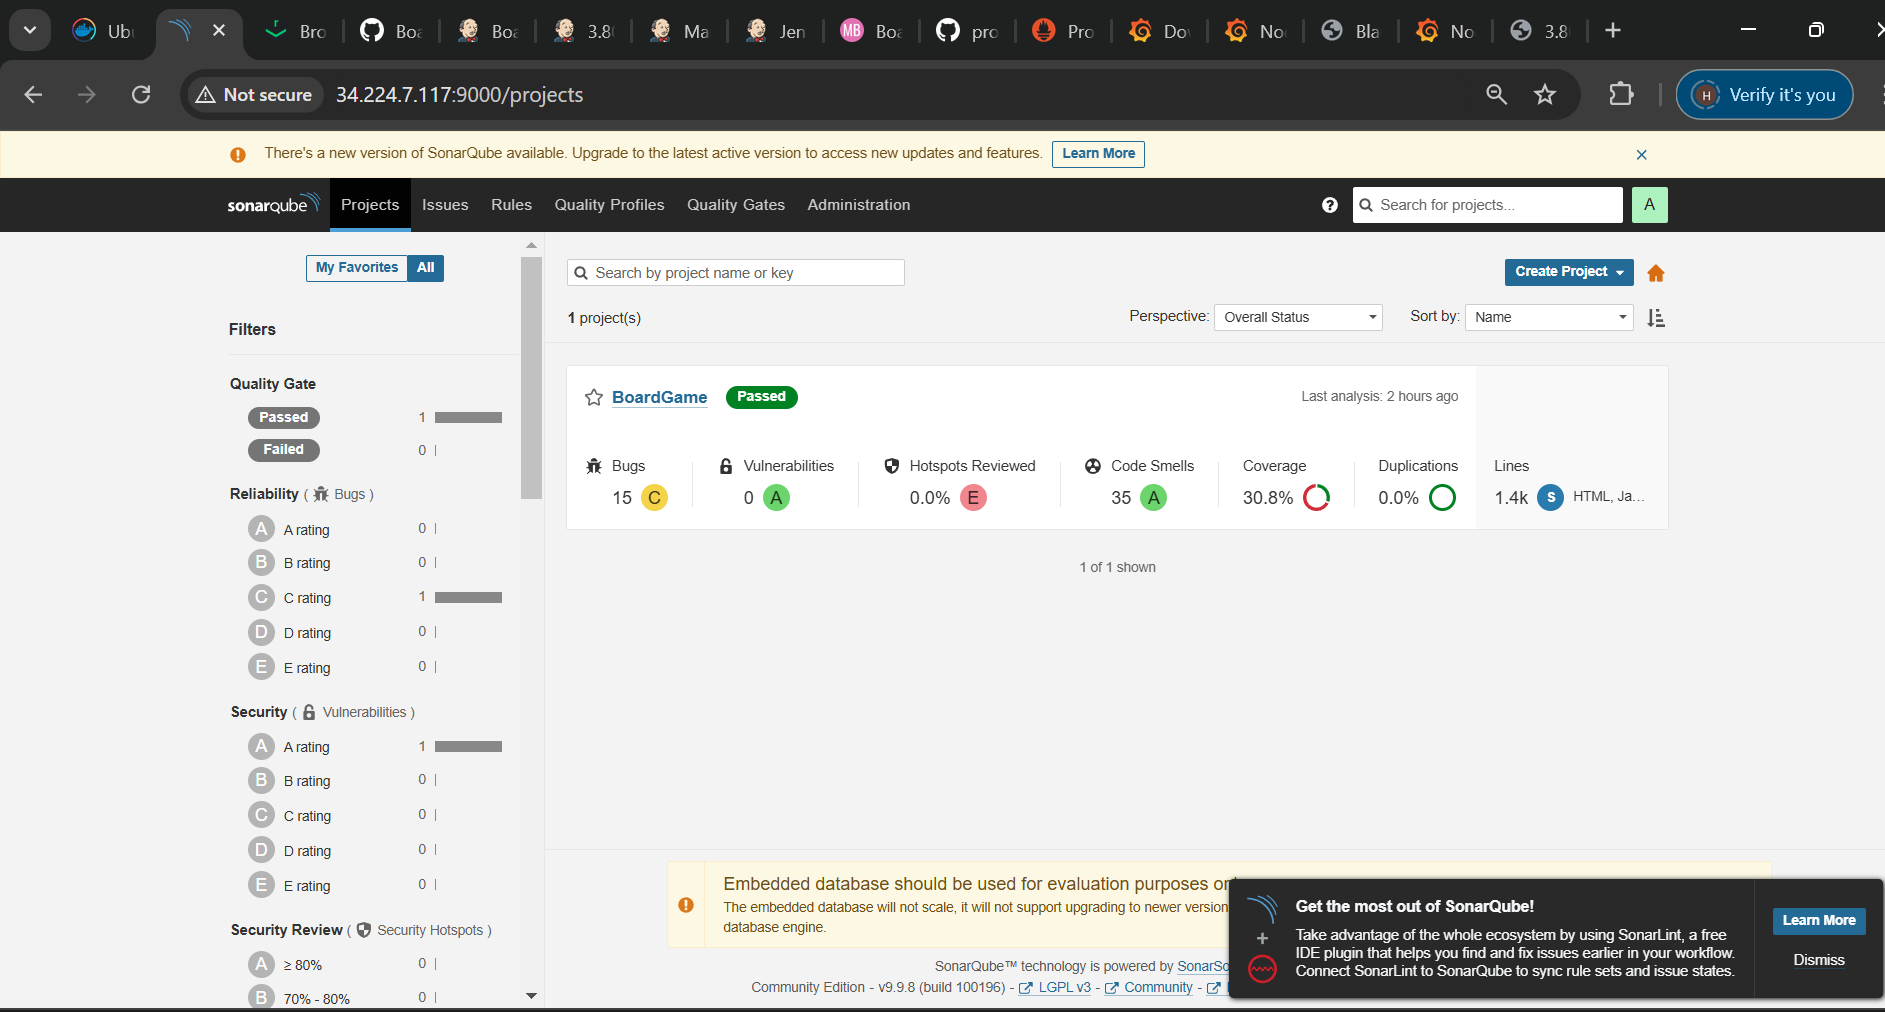 Ubu
Bro
Boa
Boa
3.80
Ma
Jen
MB Boa
pro
Pro
Do
No
Bla
No
3.8
Not secure 34.224.7.117:9000/projects
H Verify it's you
There's a new version of SonarQube available. Upgrade to the latest active version to access new updates and features. Learn More
sonarqube Projects Issues Rules Quality Profiles Quality Gates Administration
Search for projects... A
My Favorites All
Filters
Quality Gate
Passed 1
Failed 0
Reliability ( Bugs )
A A rating 0
B B rating 0
C C rating 1
D D rating 0
E E rating 0
Security ( Vulnerabilities )
A A rating 1
B B rating 0
C C rating 0
D D rating 0
E E rating 0
Security Review ( Security Hotspots )
A ≥ 80% 0
B 70% - 80% 0
Search by project name or key
Create Project
1 project(s)
Perspective: Overall Status Sort by: Name
BoardGame Passed Last analysis: 2 hours ago
Bugs Vulnerabilities Hotspots Reviewed Code Smells Coverage Duplications Lines
15 C 0 A 0.0% E 35 A 30.8% 0.0% 1.4k S HTML, Ja...
1 of 1 shown
Embedded database should be used for evaluation purposes on
The embedded database will not scale, it will not support upgrading to newer version
database engine.
SonarQube™ technology is powered by SonarSo
Community Edition - v9.9.8 (build 100196) - LGPL v3 - Community -
Get the most out of SonarQube!
Take advantage of the whole ecosystem by using SonarLint, a free
IDE plugin that helps you find and fix issues earlier in your workflow.
Connect SonarLint to SonarQube to sync rule sets and issue states.
Learn More
Dismiss